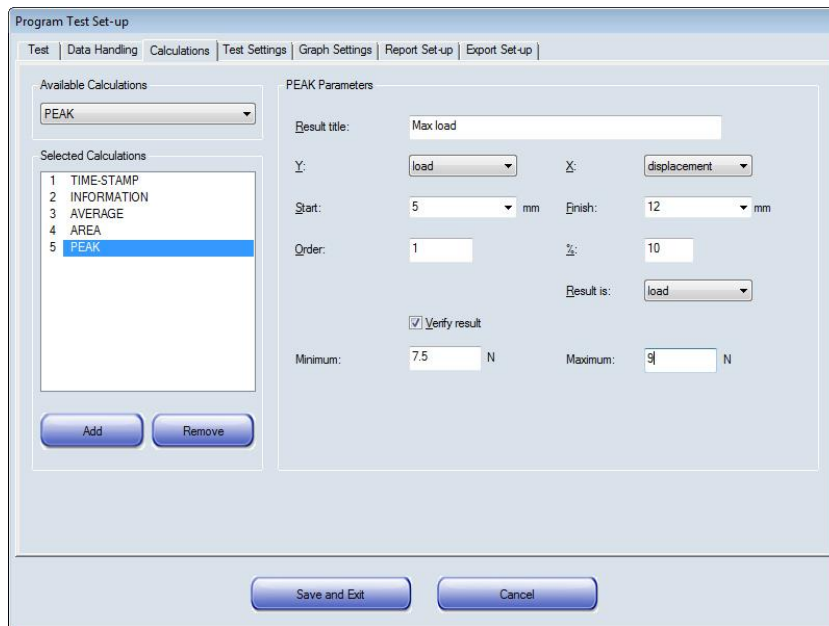 Program Test Set-up
Test Data Handling Calculations Test Settings Graph Settings Report Set-up Export Set-up
Available Calculations
PEAK
Selected Calculations
1 TIME-STAMP
2 INFORMATION
3 AVERAGE
4 AREA
5 PEAK
Add Remove
PEAK Parameters
Result title: Max load
Y: load X: displacement
Start: 5 mm Finish: 12 mm
Order: 1 %: 10
Result is: load
Verify result
Minimum: 7.5 N Maximum: 9 N
Save and Exit Cancel